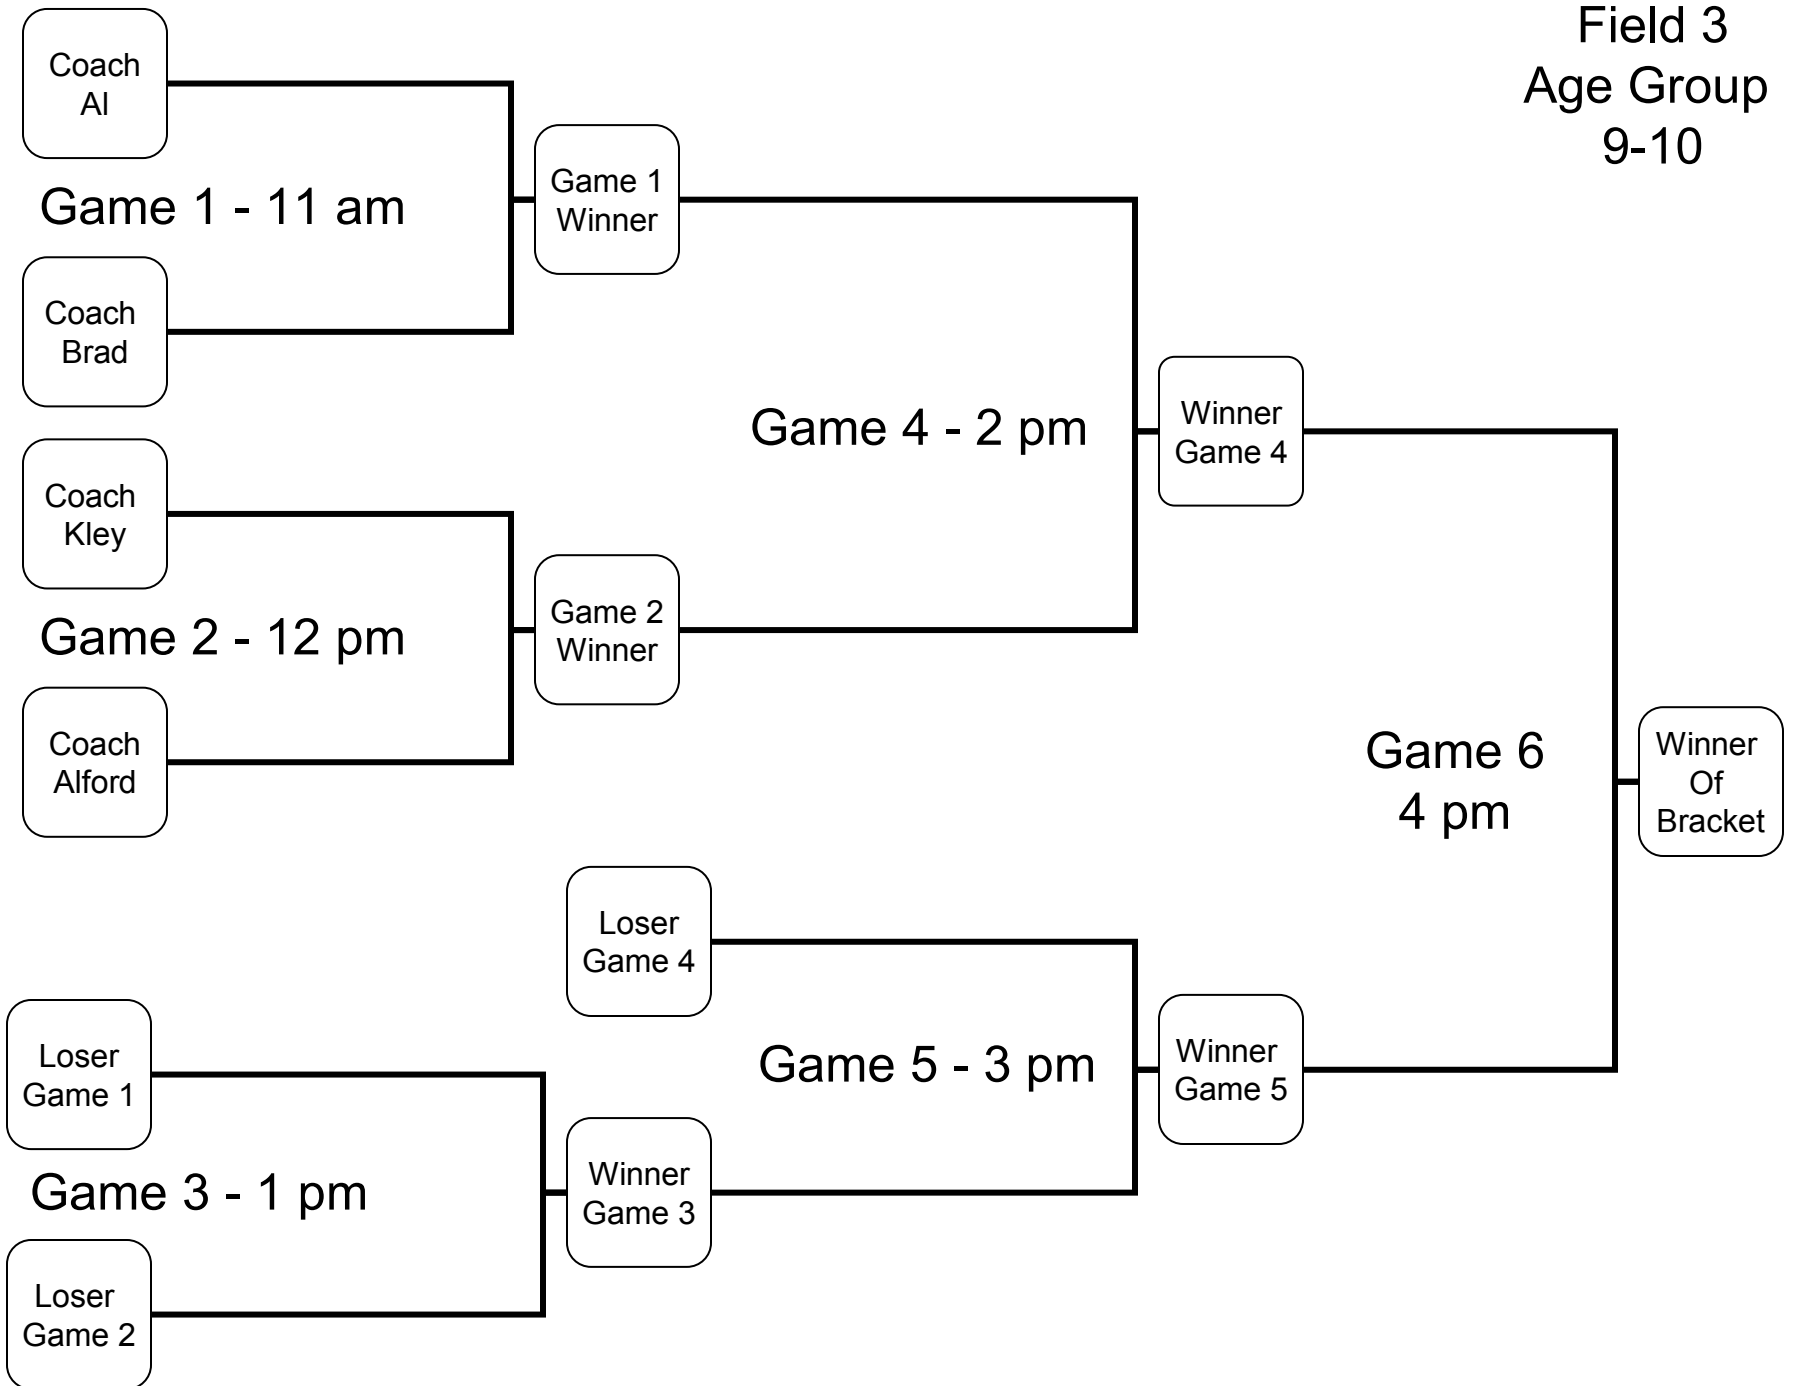 Field 3
Age Group
9-10
Coach
Al
Game 1 - 11 am
Coach
Brad
Game 1
Winner
Coach
Kley
Game 2 - 12 pm
Coach
Alford
Game 2
Winner
Game 4 - 2 pm
Winner
Game 4
Game 6
4 pm
Winner
Of
Bracket
Loser
Game 4
Game 5 - 3 pm
Winner
Game 5
Loser
Game 1
Game 3 - 1 pm
Loser
Game 2
Winner
Game 3